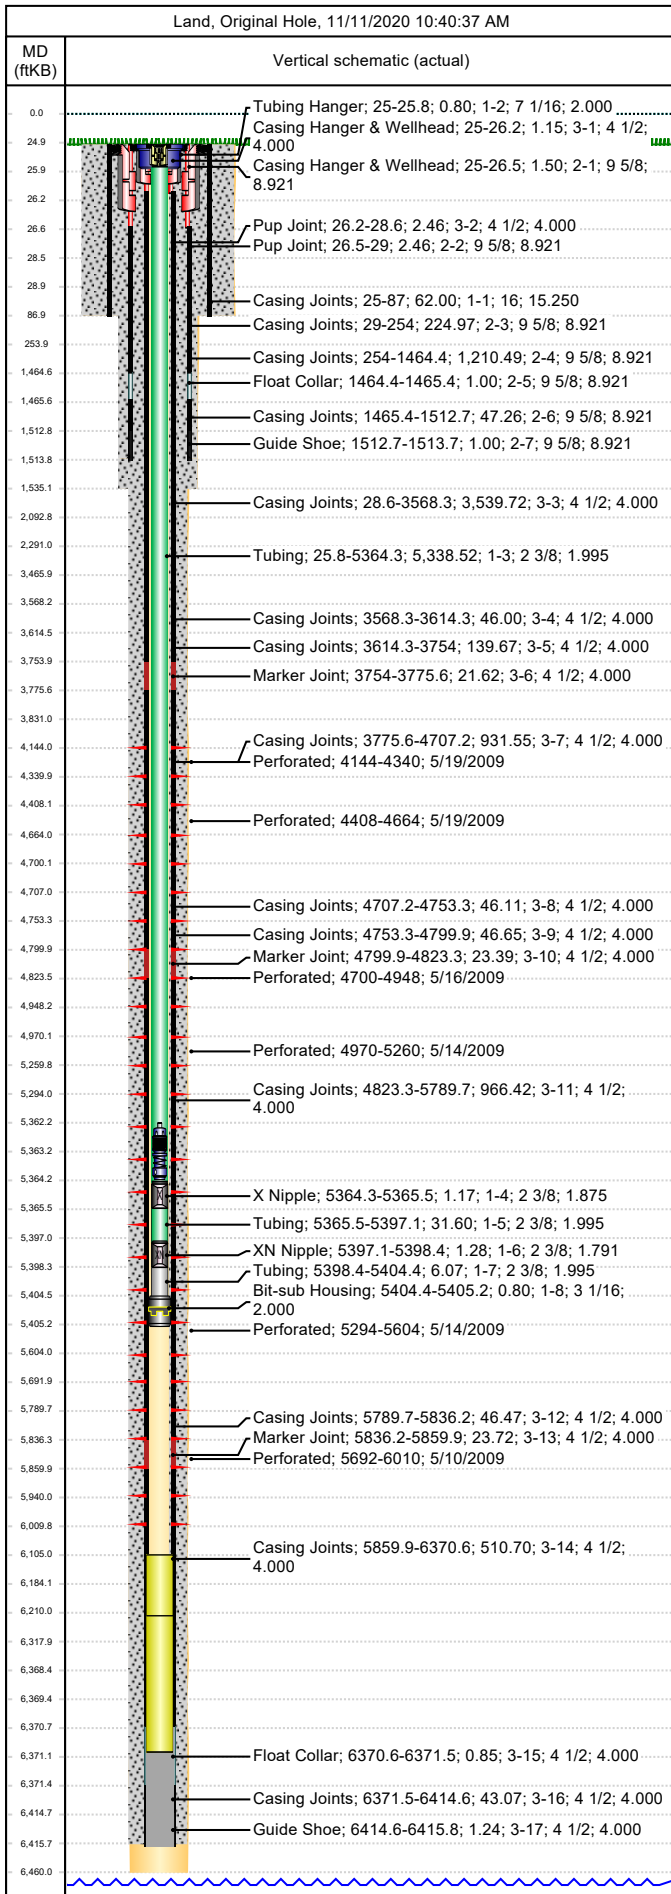 Land, Original Hole, 11/11/2020 10:40:37 AM
MD
(ftKB)
Vertical schematic (actual)
0.0
24.9
25.9
26.2
26.6
28.5
28.9
86.9
253.9
1,464.6
1,465.6
1,512.8
1,513.8
1,535.1
2,092.8
2,291.0
3,465.9
3,568.2
3,614.5
3,753.9
3,775.6
3,831.0
4,144.0
4,339.9
4,408.1
4,664.0
4,700.1
4,707.0
4,753.3
4,799.9
4,823.5
4,948.2
4,970.1
5,259.8
5,294.0
5,362.2
5,363.2
5,364.2
5,365.5
5,397.0
5,398.3
5,404.5
5,405.2
5,604.0
5,691.9
5,789.7
5,836.3
5,859.9
5,940.0
6,009.8
6,105.0
6,184.1
6,210.0
6,317.9
6,368.4
6,369.4
6,370.7
6,371.1
6,371.4
6,414.7
6,415.7
6,460.0
Tubing Hanger; 25-25.8; 0.80; 1-2; 7 1/16; 2.000
Casing Hanger & Wellhead; 25-26.2; 1.15; 3-1; 4 1/2;
4.000
Casing Hanger & Wellhead; 25-26.5; 1.50; 2-1; 9 5/8;
8.921
Pup Joint; 26.2-28.6; 2.46; 3-2; 4 1/2; 4.000
Pup Joint; 26.5-29; 2.46; 2-2; 9 5/8; 8.921
Casing Joints; 25-87; 62.00; 1-1; 16; 15.250
Casing Joints; 29-254; 224.97; 2-3; 9 5/8; 8.921
Casing Joints; 254-1464.4; 1,210.49; 2-4; 9 5/8; 8.921
Float Collar; 1464.4-1465.4; 1.00; 2-5; 9 5/8; 8.921
Casing Joints; 1465.4-1512.7; 47.26; 2-6; 9 5/8; 8.921
Guide Shoe; 1512.7-1513.7; 1.00; 2-7; 9 5/8; 8.921
Casing Joints; 28.6-3568.3; 3,539.72; 3-3; 4 1/2; 4.000
Tubing; 25.8-5364.3; 5,338.52; 1-3; 2 3/8; 1.995
Casing Joints; 3568.3-3614.3; 46.00; 3-4; 4 1/2; 4.000
Casing Joints; 3614.3-3754; 139.67; 3-5; 4 1/2; 4.000
Marker Joint; 3754-3775.6; 21.62; 3-6; 4 1/2; 4.000
Casing Joints; 3775.6-4707.2; 931.55; 3-7; 4 1/2; 4.000
Perforated; 4144-4340; 5/19/2009
Perforated; 4408-4664; 5/19/2009
Casing Joints; 4707.2-4753.3; 46.11; 3-8; 4 1/2; 4.000
Casing Joints; 4753.3-4799.9; 46.65; 3-9; 4 1/2; 4.000
Marker Joint; 4799.9-4823.3; 23.39; 3-10; 4 1/2; 4.000
Perforated; 4700-4948; 5/16/2009
Perforated; 4970-5260; 5/14/2009
Casing Joints; 4823.3-5789.7; 966.42; 3-11; 4 1/2;
4.000
X Nipple; 5364.3-5365.5; 1.17; 1-4; 2 3/8; 1.875
Tubing; 5365.5-5397.1; 31.60; 1-5; 2 3/8; 1.995
XN Nipple; 5397.1-5398.4; 1.28; 1-6; 2 3/8; 1.791
Tubing; 5398.4-5404.4; 6.07; 1-7; 2 3/8; 1.995
Bit-sub Housing; 5404.4-5405.2; 0.80; 1-8; 3 1/16;
2.000
Perforated; 5294-5604; 5/14/2009
Casing Joints; 5789.7-5836.2; 46.47; 3-12; 4 1/2; 4.000
Marker Joint; 5836.2-5859.9; 23.72; 3-13; 4 1/2; 4.000
Perforated; 5692-6010; 5/10/2009
Casing Joints; 5859.9-6370.6; 510.70; 3-14; 4 1/2;
4.000
Float Collar; 6370.6-6371.5; 0.85; 3-15; 4 1/2; 4.000
Casing Joints; 6371.5-6414.6; 43.07; 3-16; 4 1/2; 4.000
Guide Shoe; 6414.6-6415.8; 1.24; 3-17; 4 1/2; 4.000